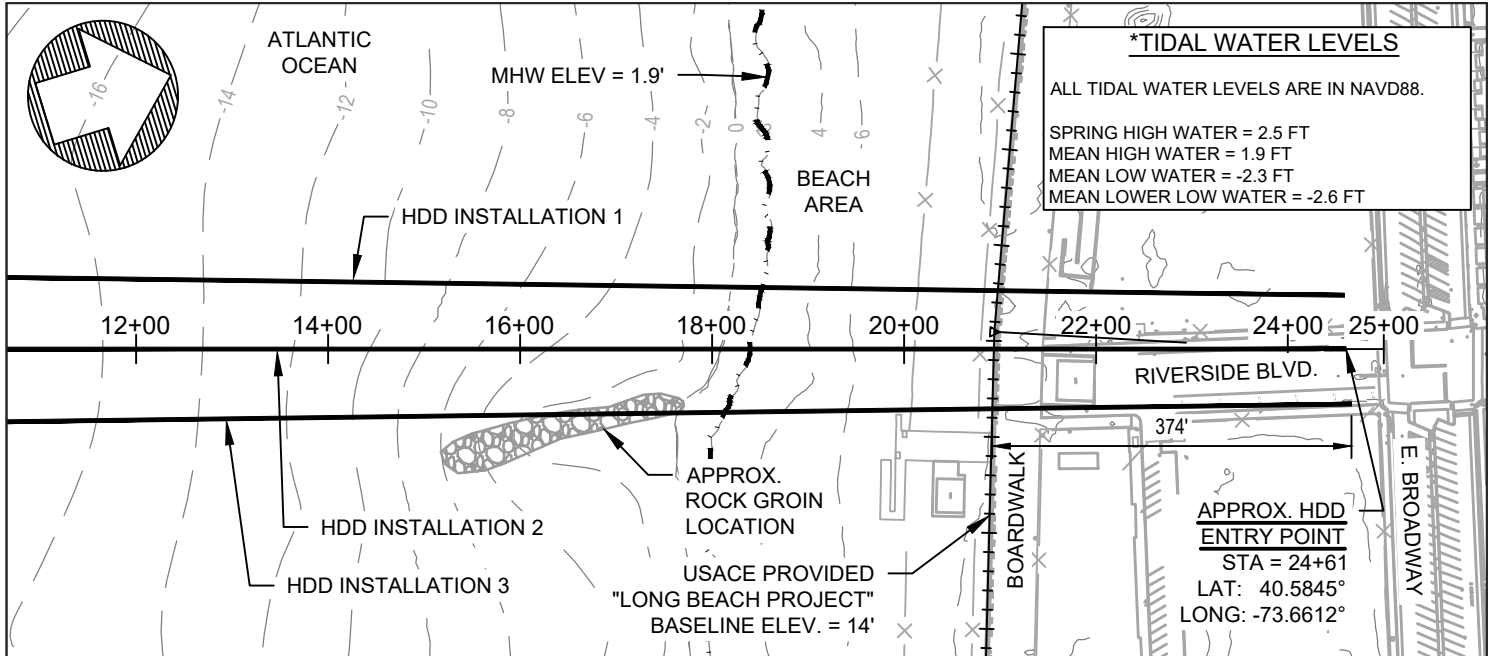 ATLANTIC
OCEAN
MHW ELEV = 1.9'
-16
-14
-12
-10
-8
-6
-4
-2
0
4
6
BEACH
AREA
*TIDAL WATER LEVELS
ALL TIDAL WATER LEVELS ARE IN NAVD88.
SPRING HIGH WATER = 2.5 FT
MEAN HIGH WATER = 1.9 FT
MEAN LOW WATER = -2.3 FT
MEAN LOWER LOW WATER = -2.6 FT
HDD INSTALLATION 1
12+00
14+00
16+00
18+00
20+00
22+00
24+00
25+00
RIVERSIDE BLVD.
374'
APPROX.
ROCK GROIN
LOCATION
HDD INSTALLATION 2
HDD INSTALLATION 3
USACE PROVIDED
"LONG BEACH PROJECT"
BASELINE ELEV. = 14'
BOARDWALK
APPROX. HDD
ENTRY POINT
STA = 24+61
LAT: 40.5845°
LONG: -73.6612°
E. BROADWAY